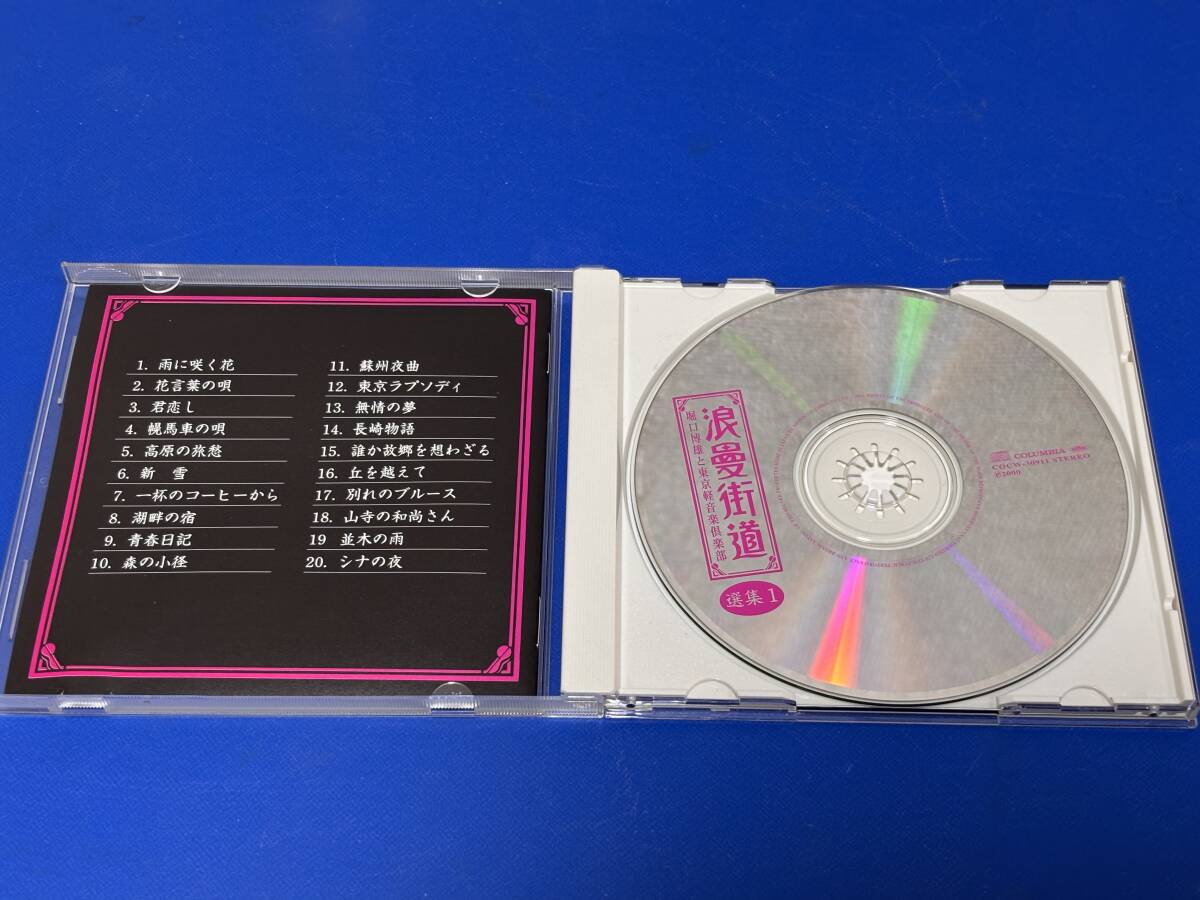 1. 雨に咲く花
2. 花言葉の唄
3. 君恋し
4. 幌馬車の唄
5. 高原の旅愁
6. 新 雪
7. 一杯のコーヒーから
8. 湖畔の宿
9. 青春日記
10. 森の小径
11. 蘇州夜曲
12. 東京ラプソディ
13. 無情の夢
14. 長崎物語
15. 誰か故郷を想わざる
16. 丘を越えて
17. 別れのブルース
18. 山寺の和尚さん
19 並木の雨
20. シナの夜
浪曼街道
堀口博雄と東京軽音楽倶楽部
選集1
COLUMBIA
COCW-30911 STEREO
℗2000